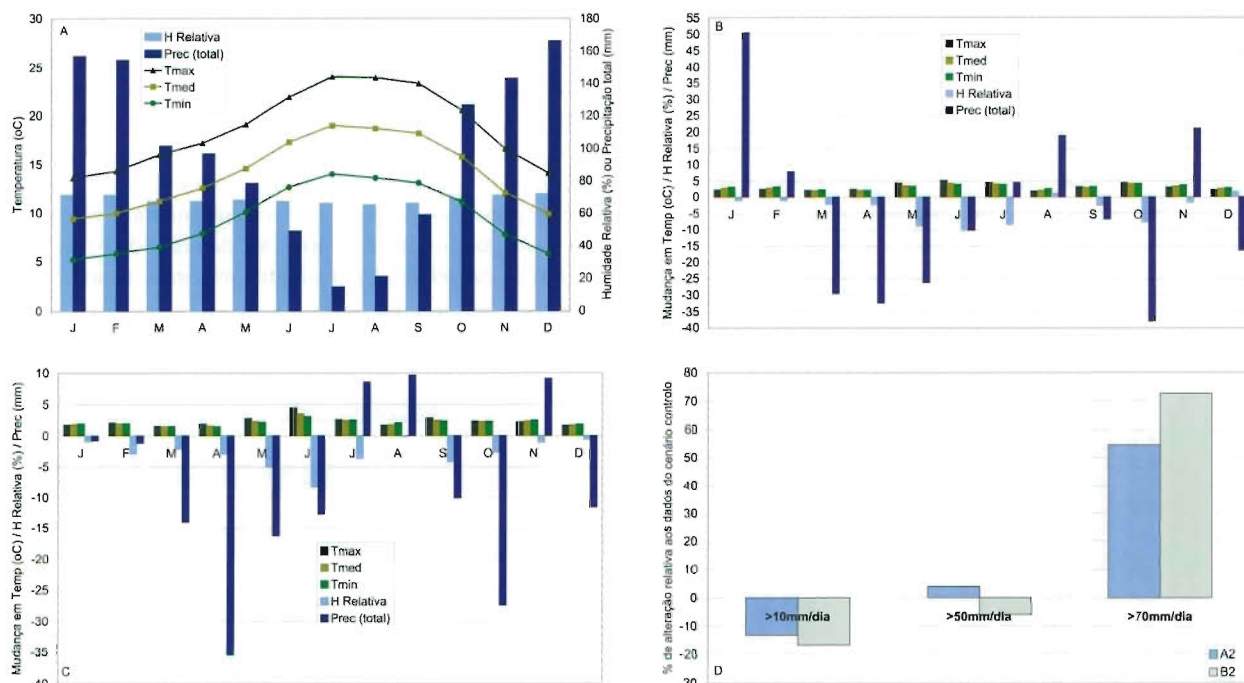 A
H Relativa
Prec (total)
Tmax
Tmed
Tmin
Temperatura (oC)
30
25
20
15
10
5
0
Humidade Relativa (%) ou Precipitação total (mm)
180
160
140
120
100
80
60
40
20
0
J F M A M J J A S O N D
B
Tmax
Tmed
Tmin
H Relativa
Prec (total)
Mudança em Temp (oC) / H Relativa (%) / Prec (mm)
55
50
45
40
35
30
25
20
15
10
5
0
-5
-10
-15
-20
-25
-30
-35
-40
J F M A M J J A S O N D
Mudança em Temp (oC) / H Relativa (%) / Prec (mm)
10
5
0
-5
-10
-15
-20
-25
-30
-35
-40
J F M A M J J A S O N D
Tmax
Tmed
Tmin
H Relativa
Prec (total)
C
% de alteração relativa aos dados do cenário controlo
80
70
60
50
40
30
20
10
0
-10
-20
-30
>10mm/dia >50mm/dia >70mm/dia
D
A2
B2